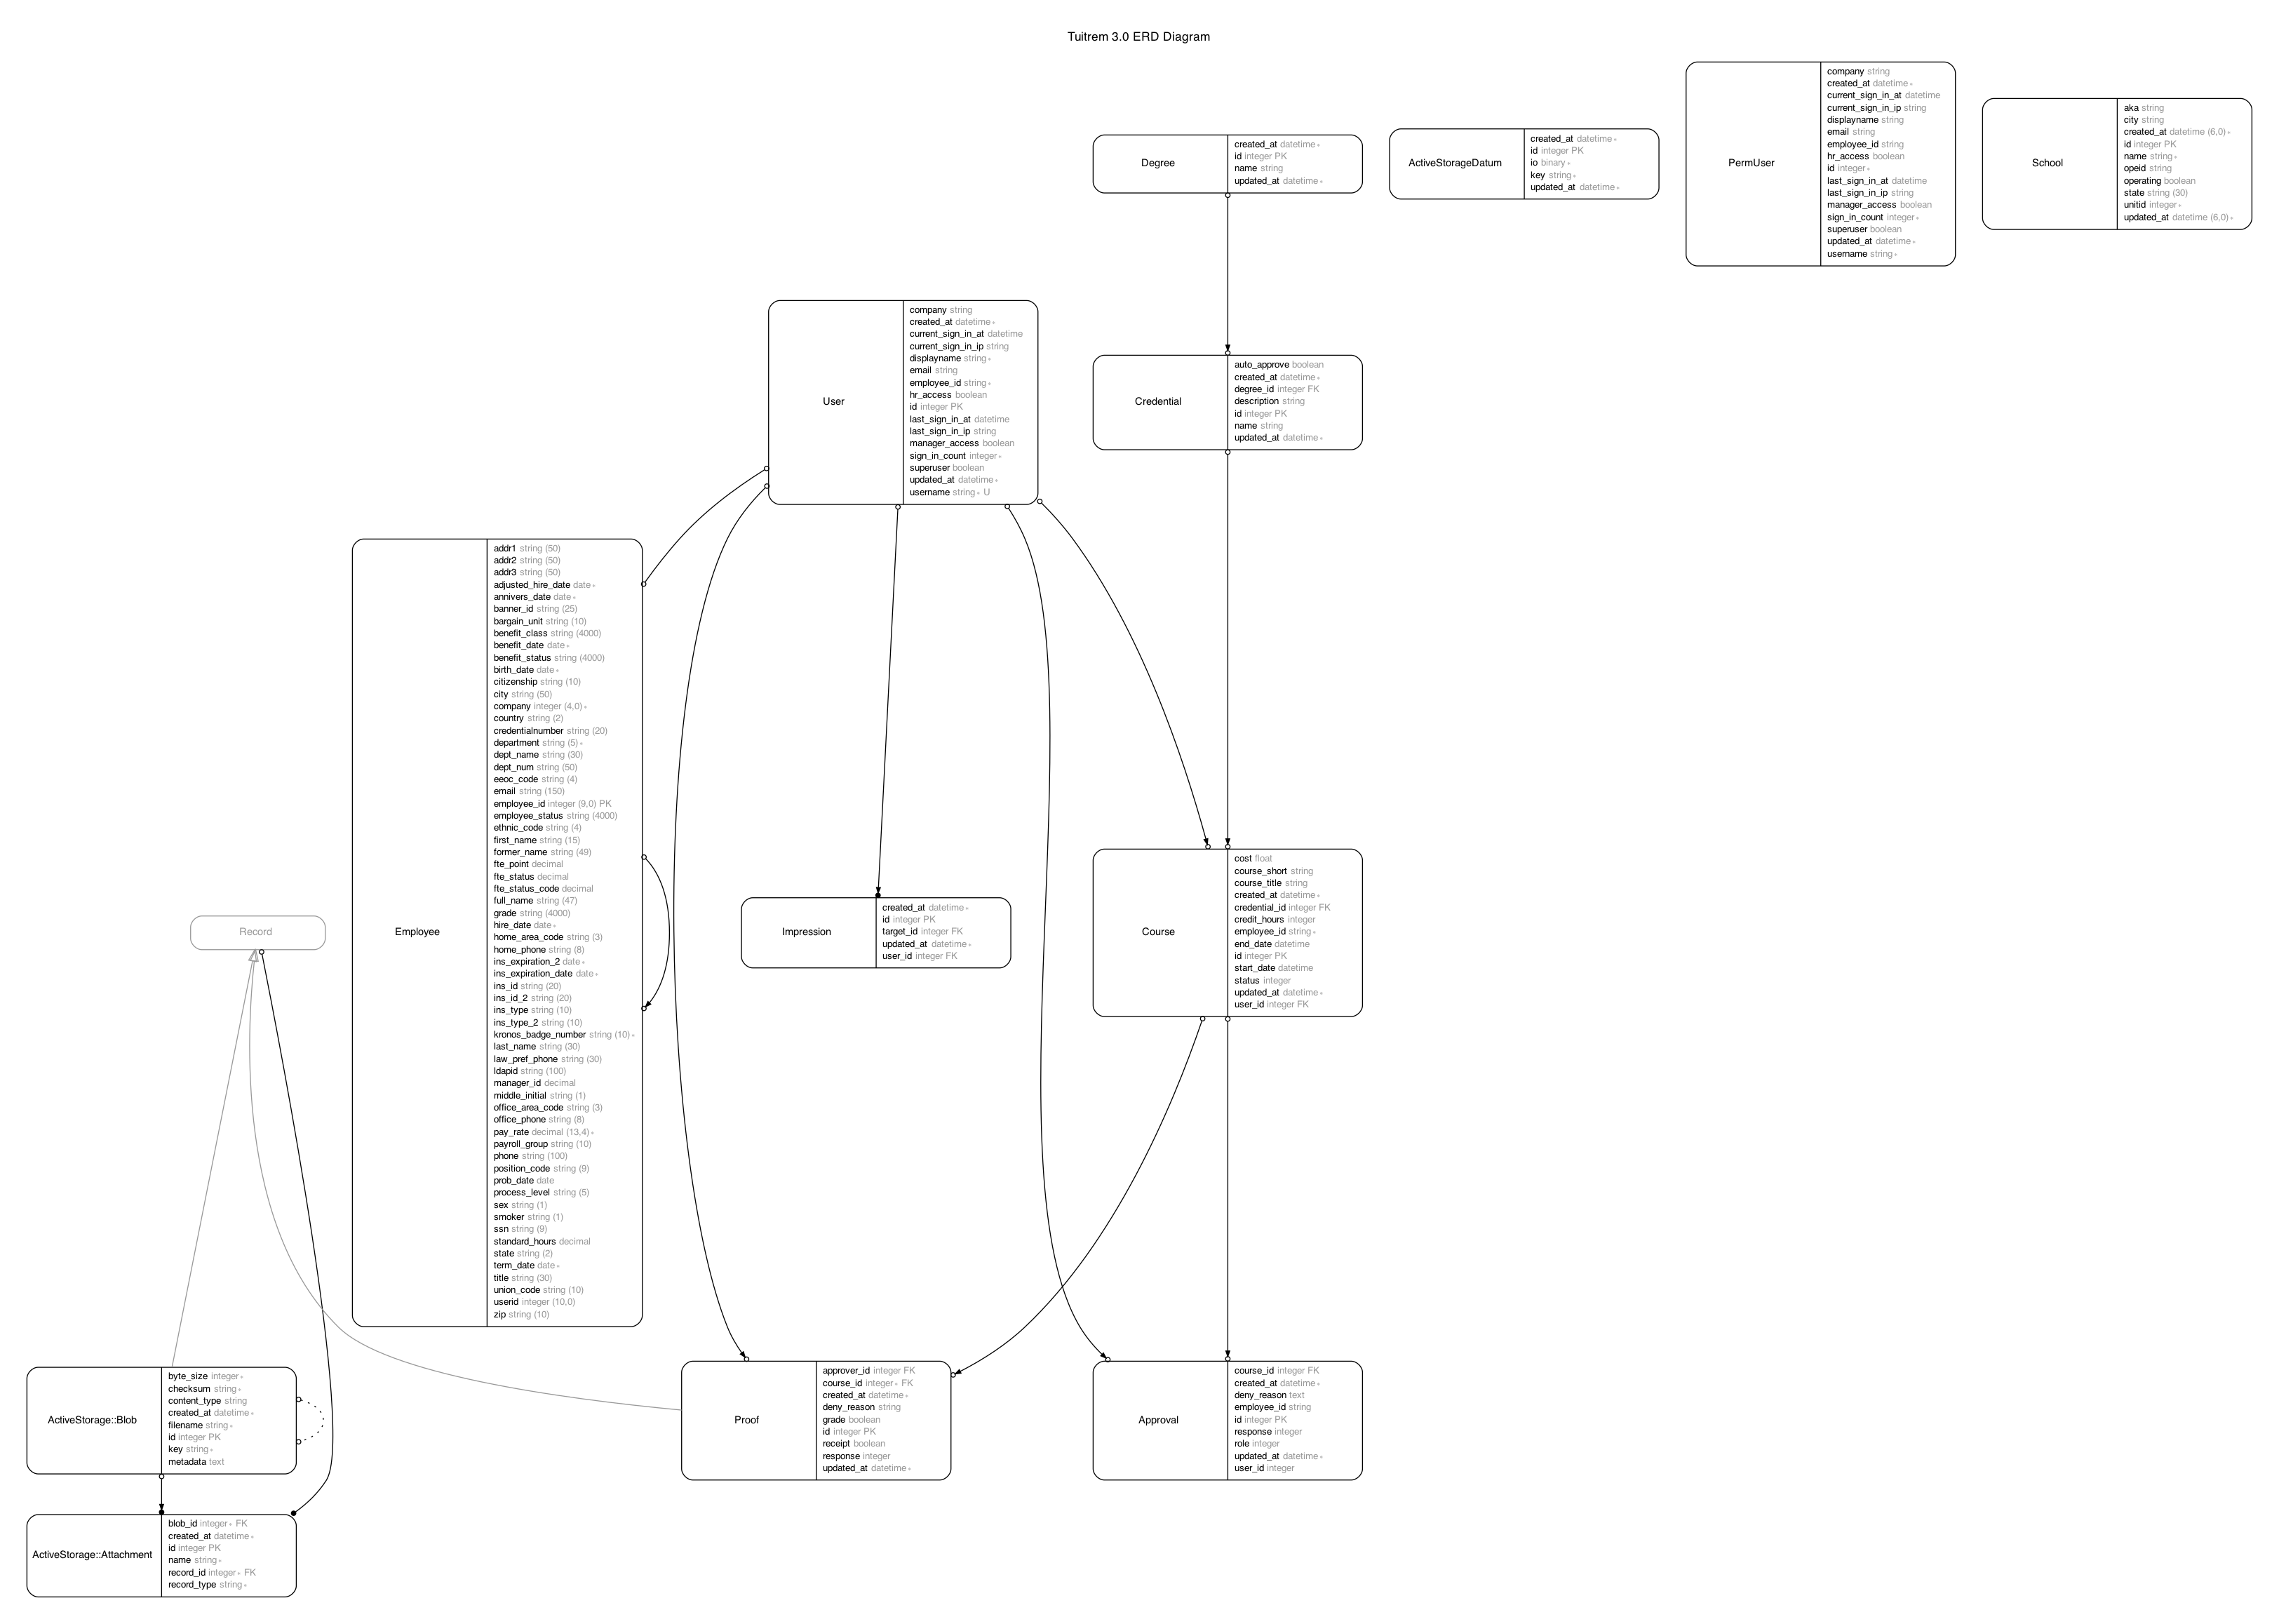 Tuitrem 3.0 ERD Diagram
Degree
created_at datetime ∗
id integer PK
name string
updated_at datetime ∗
ActiveStorageDatum
created_at datetime ∗
id integer PK
io binary ∗
key string ∗
updated_at datetime ∗
PermUser
company string
created_at datetime ∗
current_sign_in_at datetime
current_sign_in_ip string
displayname string
email string
employee_id string
hr_access boolean
id integer ∗
last_sign_in_at datetime
last_sign_in_ip string
manager_access boolean
sign_in_count integer ∗
superuser boolean
updated_at datetime ∗
username string ∗
School
aka string
city string
created_at datetime (6,0) ∗
id integer PK
name string ∗
opeid string
operating boolean
state string (30)
unitid integer ∗
updated_at datetime (6,0) ∗
User
company string
created_at datetime ∗
current_sign_in_at datetime
current_sign_in_ip string
displayname string ∗
email string
employee_id string ∗
hr_access boolean
id integer PK
last_sign_in_at datetime
last_sign_in_ip string
manager_access boolean
sign_in_count integer ∗
superuser boolean
updated_at datetime ∗
username string ∗ U
Credential
auto_approve boolean
created_at datetime ∗
degree_id integer FK
description string
id integer PK
name string
updated_at datetime ∗
Employee
addr1 string (50)
addr2 string (50)
addr3 string (50)
adjusted_hire_date date ∗
annivers_date date ∗
banner_id string (25)
bargain_unit string (10)
benefit_class string (4000)
benefit_date date ∗
benefit_status string (4000)
birth_date date ∗
citizenship string (10)
city string (50)
company integer (4,0) ∗
country string (2)
credentialnumber string (20)
department string (5) ∗
dept_name string (30)
dept_num string (50)
eeoc_code string (4)
email string (150)
employee_id integer (9,0) PK
employee_status string (4000)
ethnic_code string (4)
first_name string (15)
former_name string (49)
fte_point decimal
fte_status decimal
fte_status_code decimal
full_name string (47)
grade string (4000)
hire_date date ∗
home_area_code string (3)
home_phone string (8)
ins_expiration_2 date ∗
ins_expiration_date date ∗
ins_id string (20)
ins_id_2 string (20)
ins_type string (10)
ins_type_2 string (10)
kronos_badge_number string (10) ∗
last_name string (30)
law_pref_phone string (30)
ldapid string (100)
manager_id decimal
middle_initial string (1)
office_area_code string (3)
office_phone string (8)
pay_rate decimal (13,4) ∗
payroll_group string (10)
phone string (100)
position_code string (9)
prob_date date
process_level string (5)
sex string (1)
smoker string (1)
ssn string (9)
standard_hours decimal
state string (2)
term_date date ∗
title string (30)
union_code string (10)
userid integer (10,0)
zip string (10)
Record
Impression
created_at datetime ∗
id integer PK
target_id integer FK
updated_at datetime ∗
user_id integer FK
Course
cost float
course_short string
course_title string
created_at datetime ∗
credential_id integer FK
credit_hours integer
employee_id string ∗
end_date datetime
id integer PK
start_date datetime
status integer
updated_at datetime ∗
user_id integer FK
ActiveStorage::Blob
byte_size integer ∗
checksum string ∗
content_type string
created_at datetime ∗
filename string ∗
id integer PK
key string ∗
metadata text
Proof
approver_id integer FK
course_id integer ∗ FK
created_at datetime ∗
deny_reason string
grade boolean
id integer PK
receipt boolean
response integer
updated_at datetime ∗
Approval
course_id integer FK
created_at datetime ∗
deny_reason text
employee_id string
id integer PK
response integer
role integer
updated_at datetime ∗
user_id integer
ActiveStorage::Attachment
blob_id integer ∗ FK
created_at datetime ∗
id integer PK
name string ∗
record_id integer ∗ FK
record_type string ∗